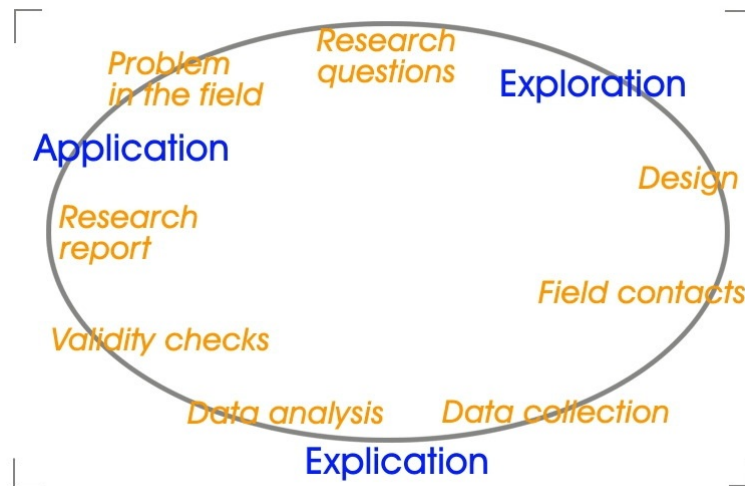 Research
questions
Problem
in the field
Exploration
Application
Design
Research
report
Field contacts
Validity checks
Data analysis
Data collection
Explication